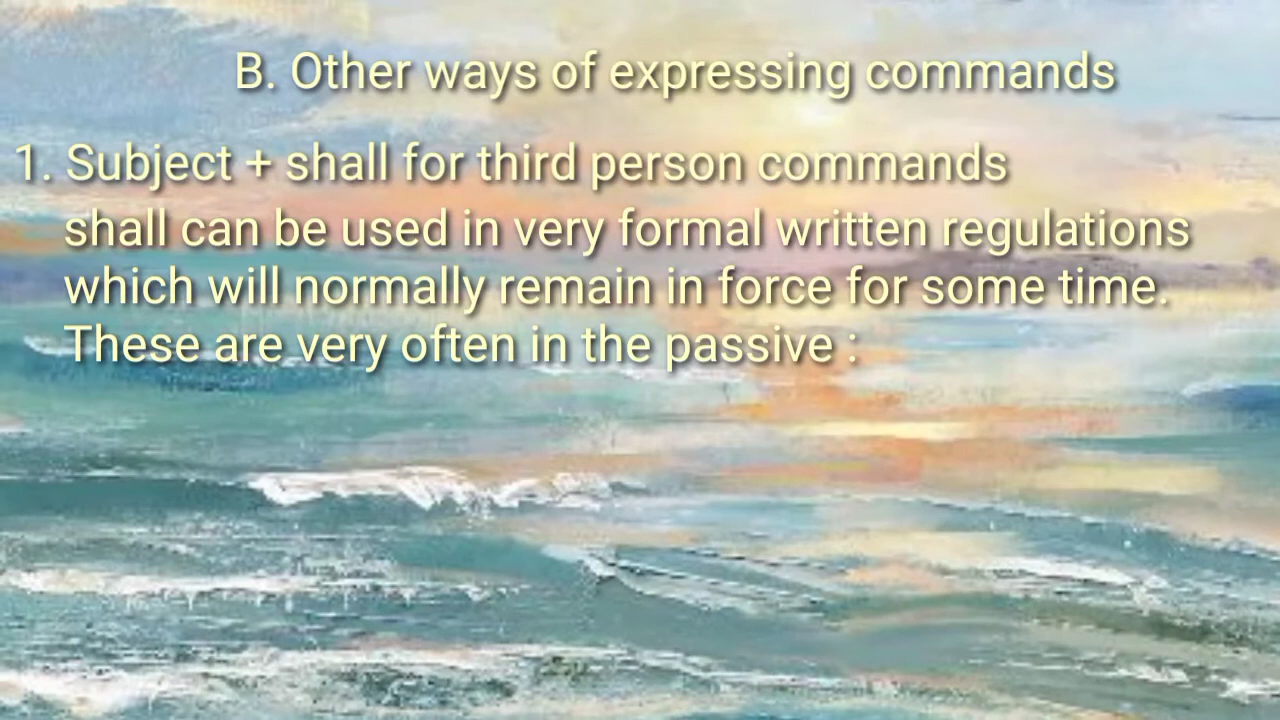 B. Other ways of expressing commands
1. Subject + shall for third person commands
shall can be used in very formal written regulations
which will normally remain in force for some time.
These are very often in the passive :